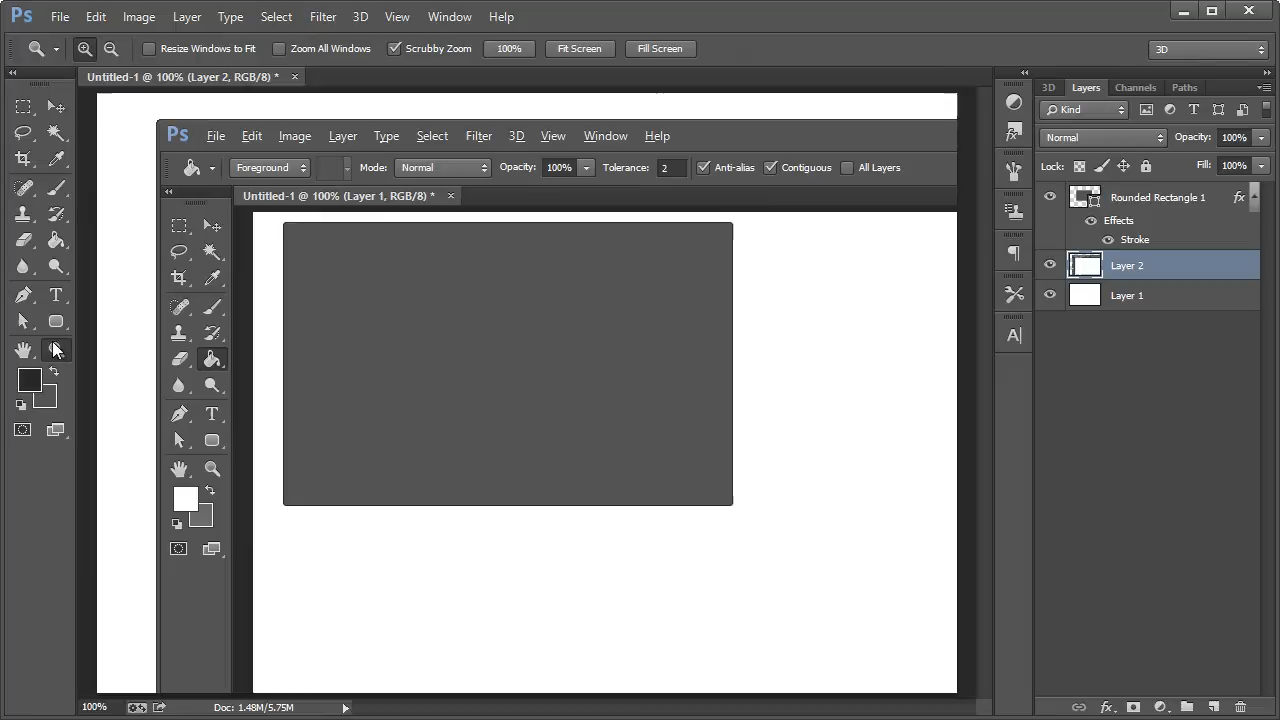 Ps File Edit Image Layer Type Select Filter 3D View Window Help
Resize Windows to Fit Zoom All Windows Scrubby Zoom 100% Fit Screen Fill Screen 3D
Untitled-1 @ 100% (Layer 2, RGB/8) * ×
3D Layers Channels Paths
Kind
Normal Opacity: 100%
Lock: Fill: 100%
Rounded Rectangle 1 fx
Effects
Stroke
Layer 2
Layer 1
Ps File Edit Image Layer Type Select Filter 3D View Window Help
Foreground Mode: Normal Opacity: 100% Tolerance: 2 Anti-alias Contiguous All Layers
Untitled-1 @ 100% (Layer 1, RGB/8) * ×
T
T
A|
100% Doc: 1.48M/5.75M
fx